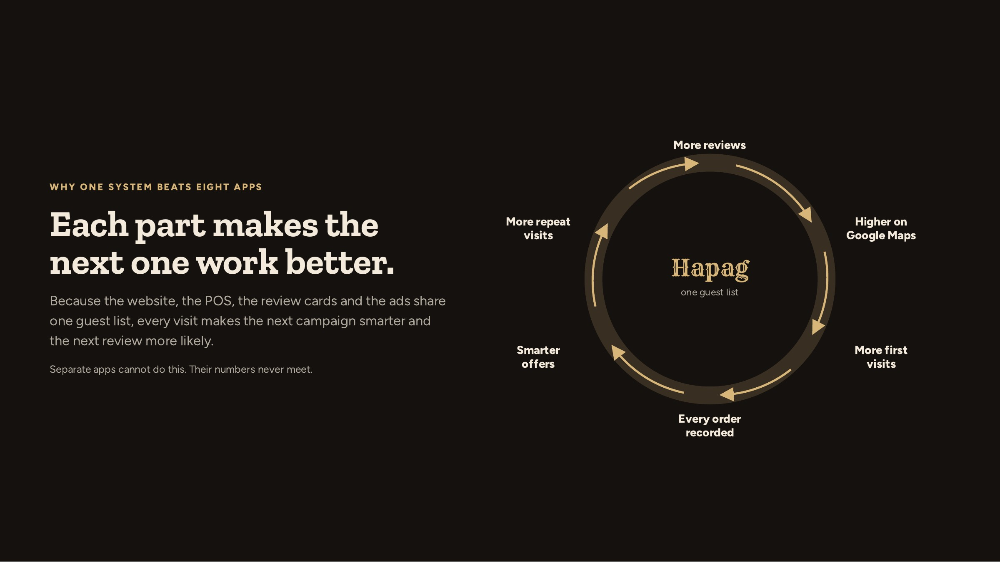 WHY ONE SYSTEM BEATS EIGHT APPS
Each part makes the
next one work better.
Because the website, the POS, the review cards and the ads share
one guest list, every visit makes the next campaign smarter and
the next review more likely.
Separate apps cannot do this. Their numbers never meet.
More reviews
Higher on
Google Maps
More first
visits
Every order
recorded
Smarter
offers
More repeat
visits
Hapag
one guest list